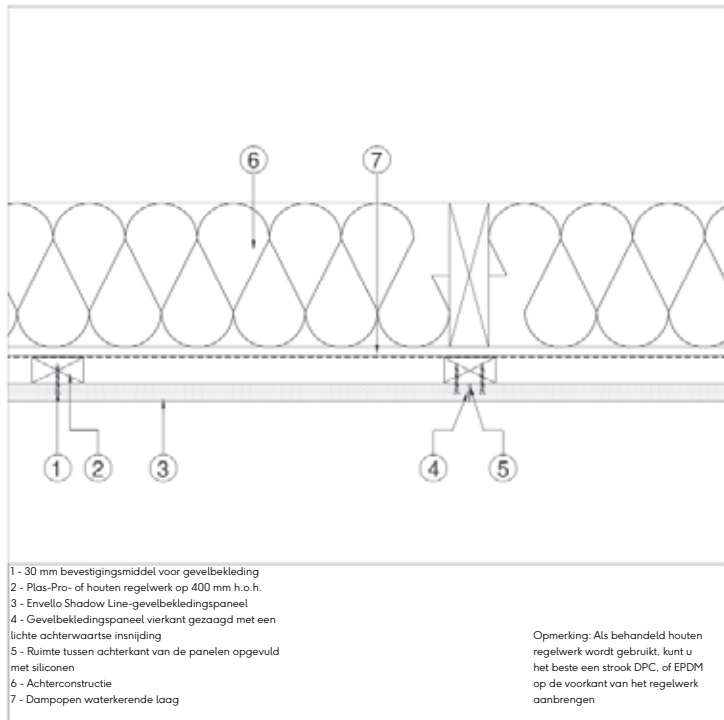 6
7
1
2
3
4
5
1 - 30 mm bevestigingsmiddel voor gevelbekleding
2 - Plas-Pro- of houten regelwerk op 400 mm h.o.h.
3 - Envello Shadow Line-gevelbekledingspaneel
4 - Gevelbekledingspaneel vierkant gezaagd met een
lichte achterwaartse insnijding
5 - Ruimte tussen achterkant van de panelen opgevuld
met siliconen
6 - Achterconstructie
7 - Dampopen waterkerende laag
Opmerking: Als behandeld houten
regelwerk wordt gebruikt, kunt u
het beste een strook DPC, of EPDM
op de voorkant van het regelwerk
aanbrengen